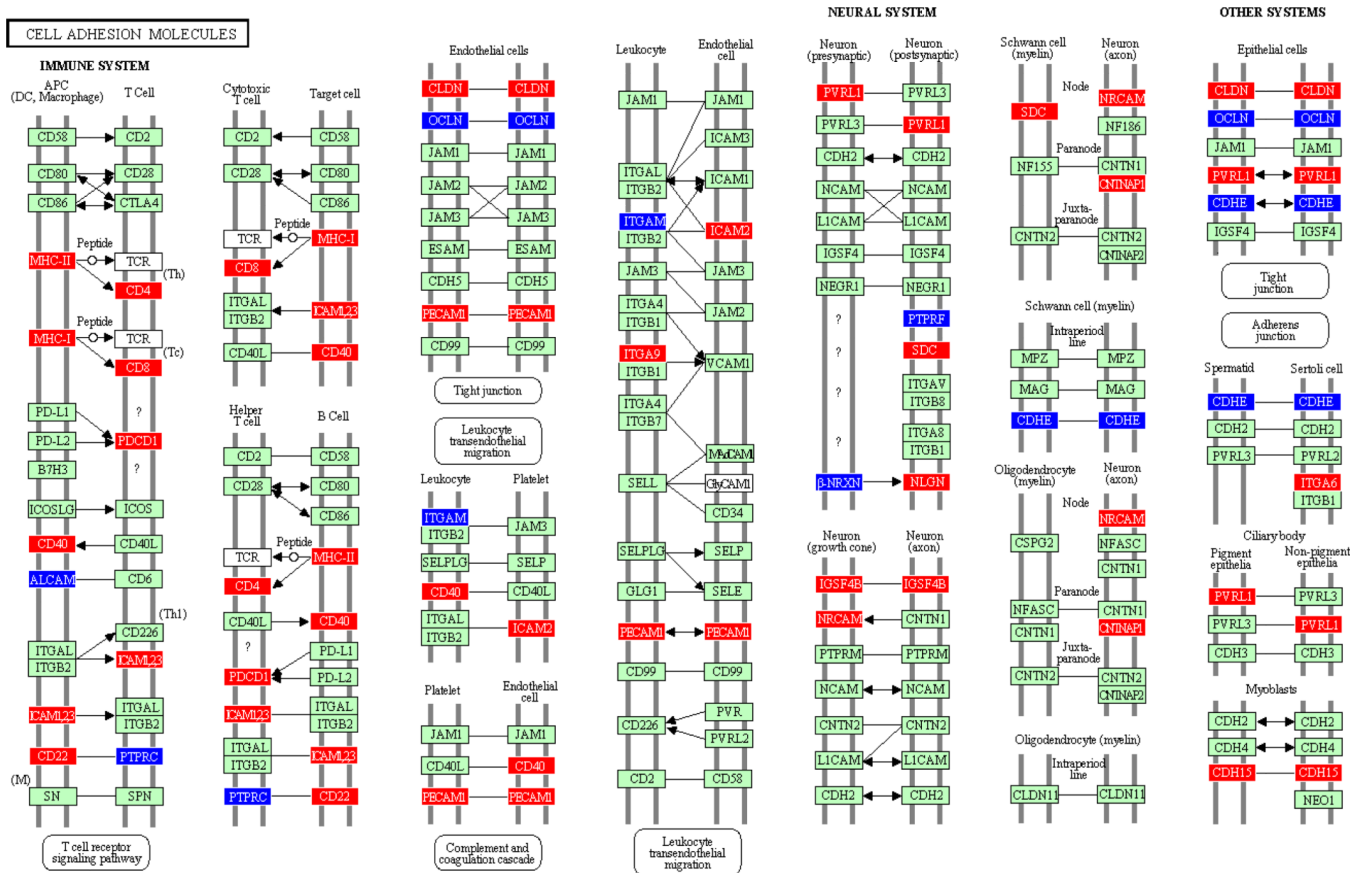 CELL ADHESION MOLECULES
IMMUNE SYSTEM
APC
(DC, Macrophage)
T Cell
CD58
CD2
CD80
CD28
CD86
CTLA4
Peptide
MHC-II
TCR
(Th)
CD4
Peptide
MHC-I
TCR
(Tc)
CD8
PD-L1
?
PD-L2
PDCD1
B7H3
?
ICOSLG
ICOS
CD40
CD40L
ALCAM
CD6
(Th1)
CD226
ITGAL
ITGB2
ICAM1,2,3
ICAM1,2,3
ITGAL
ITGB2
CD22
PTPRC
(M)
SN
SPN
T cell receptor
signaling pathway
Cytotoxic
T cell
Target cell
CD2
CD58
CD28
CD80
CD86
Peptide
TCR
MHC-I
CD8
ITGAL
ITGB2
ICAM1,2,3
CD40L
CD40
Helper
T cell
B Cell
CD2
CD58
CD28
CD80
CD86
Peptide
TCR
MHC-II
CD4
CD40L
CD40
?
PD-L1
PDCD1
PD-L2
ICAM1,2,3
ITGAL
ITGB2
ITGAL
ITGB2
ICAM1,2,3
PTPRC
CD22
Endothelial cells
CLDN
CLDN
OCLN
OCLN
JAM1
JAM1
JAM2
JAM2
JAM3
JAM3
ESAM
ESAM
CDH5
CDH5
PECAM1
PECAM1
CD99
CD99
Tight junction
Leukocyte
transendothelial
migration
Leukocyte
Platelet
ITGAM
ITGB2
JAM3
SELPLG
SELP
CD40
CD40L
ITGAL
ITGB2
ICAM2
Platelet
Endothelial
cell
JAM1
JAM1
CD40L
CD40
PECAM1
PECAM1
Complement and
coagulation cascade
Leukocyte
Endothelial
cell
JAM1
JAM1
ICAM3
ITGAL
ITGB2
ICAM1
ITGAM
ITGB2
ICAM2
JAM3
JAM3
ITGA4
ITGB1
JAM2
ITGA9
ITGB1
VCAM1
ITGA4
ITGB7
MAdCAM1
SELL
GlyCAM1
CD34
SELPLG
SELP
GLG1
SELE
PECAM1
PECAM1
CD99
CD99
CD226
PVR
PVRL2
CD2
CD58
Leukocyte
transendothelial
migration
NEURAL SYSTEM
Neuron
(presynaptic)
Neuron
(postsynaptic)
PVRL1
PVRL3
PVRL3
PVRL1
CDH2
CDH2
NCAM
NCAM
L1CAM
L1CAM
IGSF4
IGSF4
NEGR1
NEGR1
?
PTPRF
?
SDC
?
ITGAV
ITGB8
?
ITGA8
ITGB1
β-NRXN
NLGN
Neuron
(growth cone)
Neuron
(axon)
IGSF4B
IGSF4B
NRCAM
CNTN1
PTPRM
PTPRM
NCAM
NCAM
CNTN2
CNTN2
L1CAM
L1CAM
CDH2
CDH2
Schwann cell
(myelin)
Neuron
(axon)
Node
SDC
NRCAM
NF186
Paranode
NF155
CNTN1
CNTNAP1
Juxta-
paranode
CNTN2
CNTN2
CNTNAP2
Schwann cell (myelin)
Intraperiod
line
MPZ
MPZ
MAG
MAG
CDHE
CDHE
Oligodendrocyte
(myelin)
Neuron
(axon)
Node
NRCAM
CSPG2
NFASC
CNTN1
Paranode
NFASC
CNTN1
CNTN1
CNTNAP1
Juxta-
paranode
CNTN2
CNTN2
CNTNAP2
Oligodendrocyte (myelin)
Intraperiod
line
CLDN11
CLDN11
OTHER SYSTEMS
Epithelial cells
CLDN
CLDN
OCLN
OCLN
JAM1
JAM1
PVRL1
PVRL1
CDHE
CDHE
IGSF4
IGSF4
Tight
junction
Adherens
junction
Spermatid
Sertoli cell
CDHE
CDHE
CDH2
CDH2
PVRL3
PVRL2
ITGA6
ITGB1
Ciliary body
Pigment
epithelia
Non-pigment
epithelia
PVRL1
PVRL3
PVRL3
PVRL1
CDH3
CDH3
Myoblasts
CDH2
CDH2
CDH4
CDH4
CDH15
CDH15
NEO1